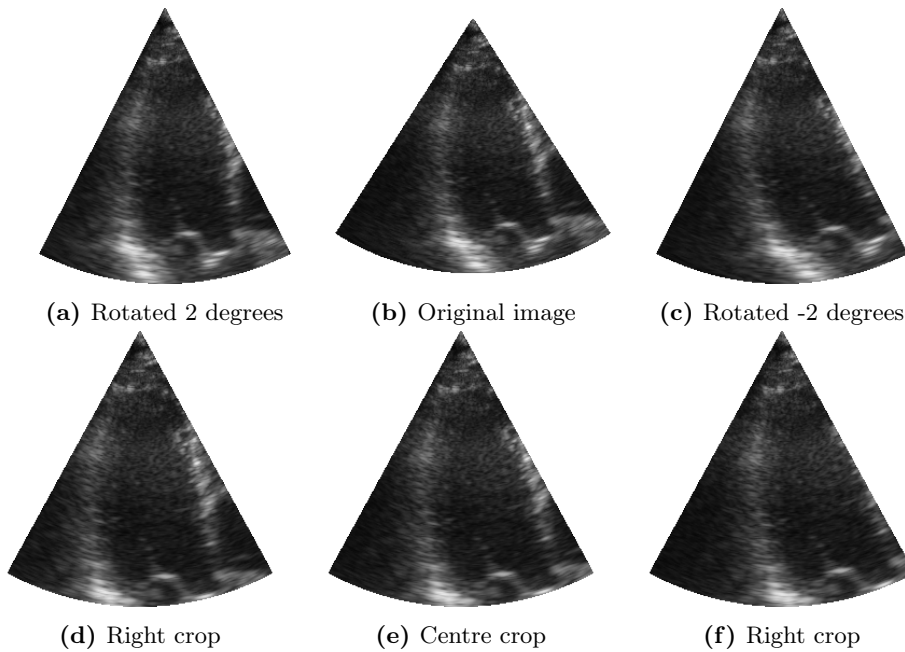 (a) Rotated 2 degrees
(b) Original image
(c) Rotated -2 degrees
(d) Right crop
(e) Centre crop
(f) Right crop